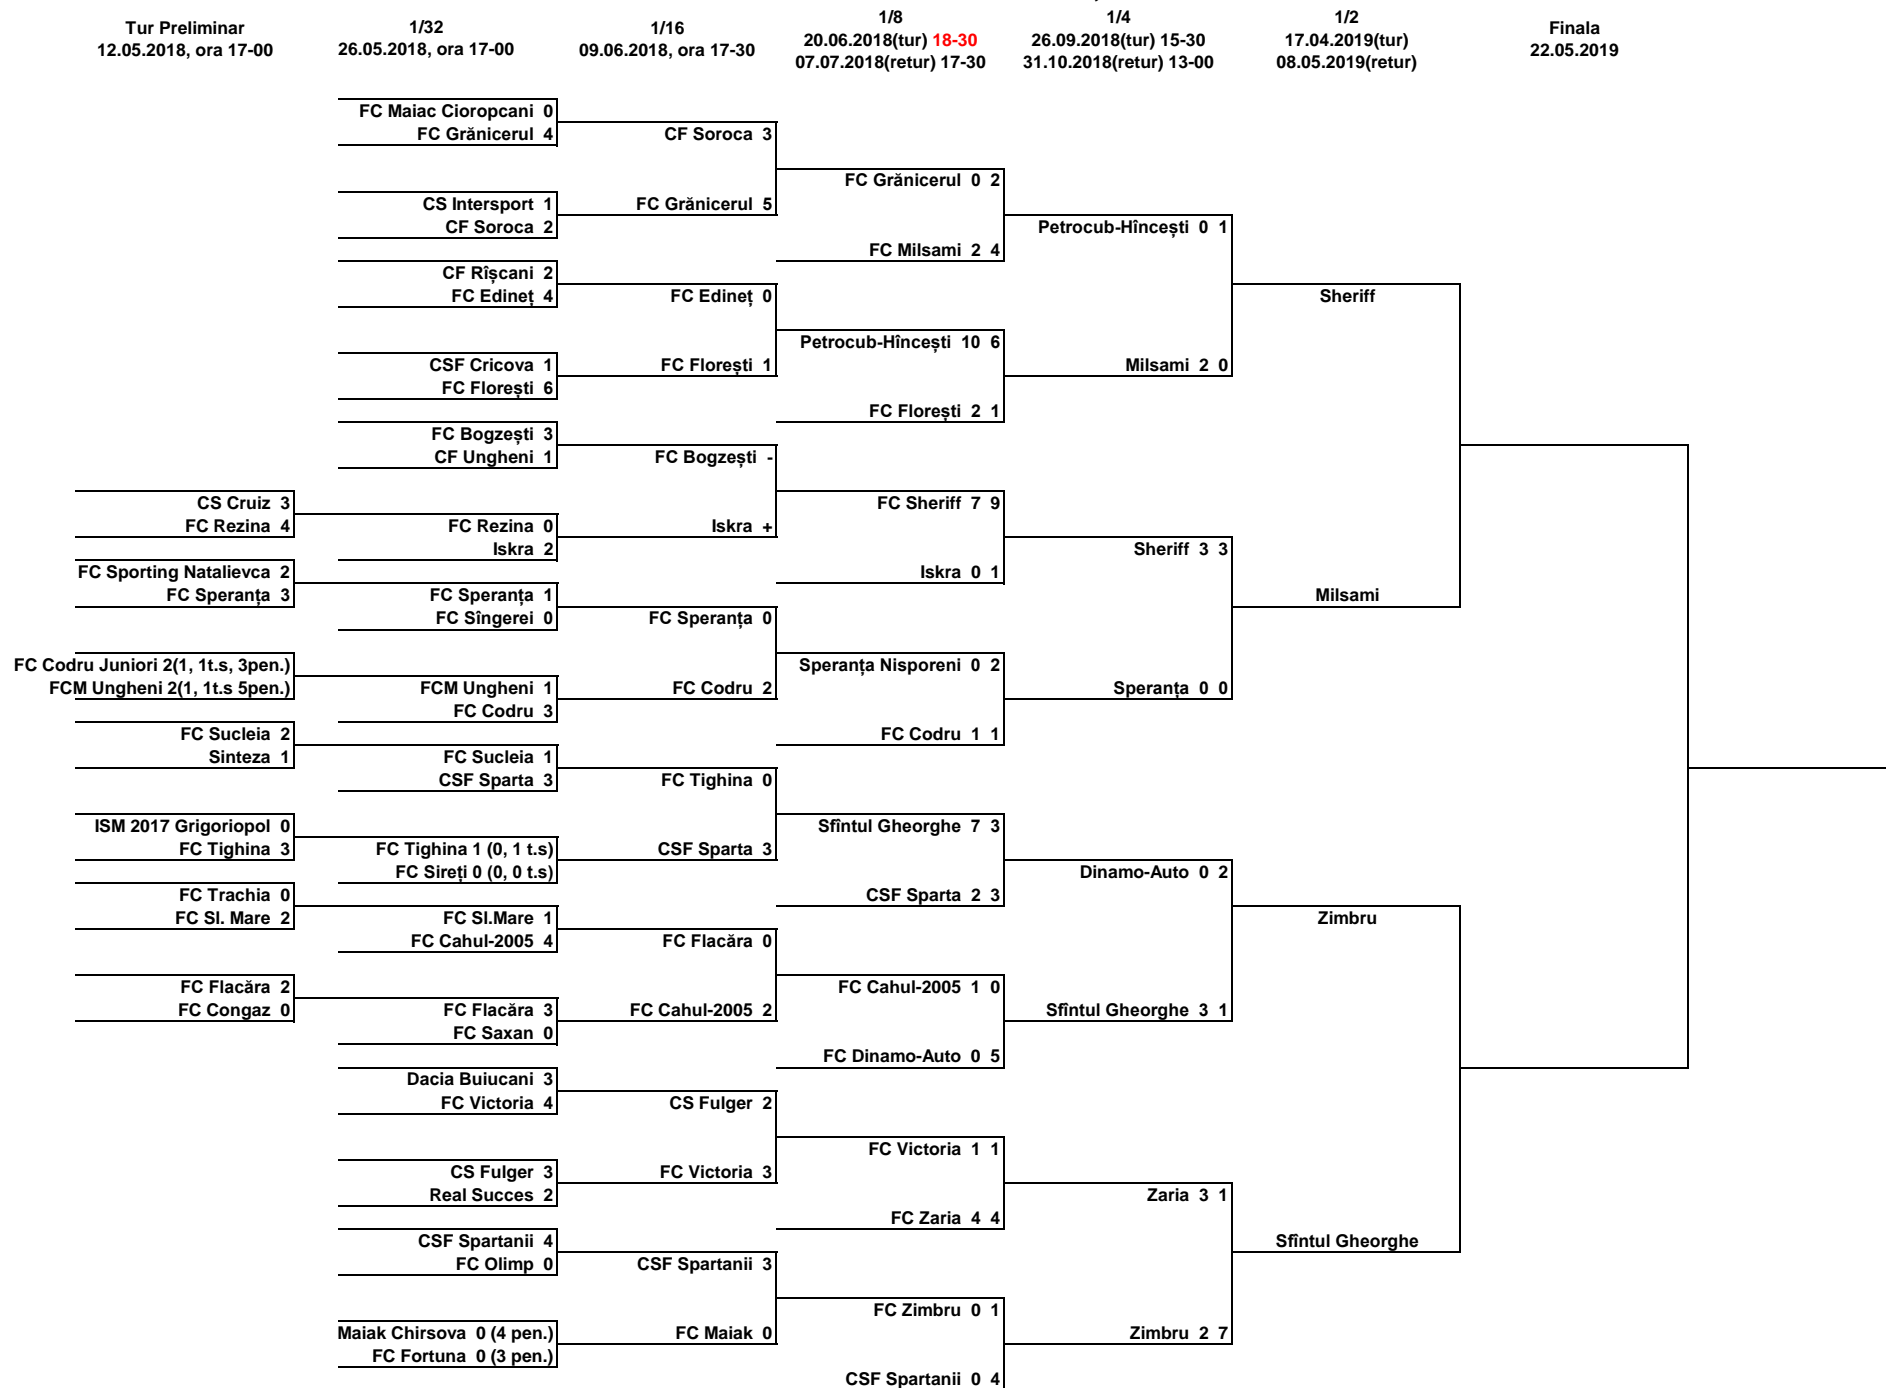 Tur Preliminar
12.05.2018, ora 17-00
1/32
26.05.2018, ora 17-00
1/16
09.06.2018, ora 17-30
1/8
20.06.2018(tur) 18-30
07.07.2018(retur) 17-30
1/4
26.09.2018(tur) 15-30
31.10.2018(retur) 13-00
1/2
17.04.2019(tur)
08.05.2019(retur)
Finala
22.05.2019
CS Cruiz 3
FC Rezina 4
FC Sporting Natalievca 2
FC Speranța 3
FC Codru Juniori 2(1, 1t.s, 3pen.)
FCM Ungheni 2(1, 1t.s 5pen.)
FC Sucleia 2
Sinteza 1
ISM 2017 Grigoriopol 0
FC Tighina 3
FC Trachia 0
FC Sl. Mare 2
FC Flacăra 2
FC Congaz 0
FC Maiac Cioropcani 0
FC Grănicerul 4
CS Intersport 1
CF Soroca 2
CF Rîșcani 2
FC Edineț 4
CSF Cricova 1
FC Florești 6
FC Bogzești 3
CF Ungheni 1
FC Rezina 0
Iskra 2
FC Speranța 1
FC Sîngerei 0
FCM Ungheni 1
FC Codru 3
FC Sucleia 1
CSF Sparta 3
FC Tighina 1 (0, 1 t.s)
FC Sireți 0 (0, 0 t.s)
FC Sl.Mare 1
FC Cahul-2005 4
FC Flacăra 3
FC Saxan 0
Dacia Buiucani 3
FC Victoria 4
CS Fulger 3
Real Succes 2
CSF Spartanii 4
FC Olimp 0
Maiak Chirsova 0 (4 pen.)
FC Fortuna 0 (3 pen.)
CF Soroca 3
FC Grănicerul 5
FC Edineț 0
FC Florești 1
FC Bogzești -
Iskra +
FC Speranța 0
FC Codru 2
FC Tighina 0
CSF Sparta 3
FC Flacăra 0
FC Cahul-2005 2
CS Fulger 2
FC Victoria 3
CSF Spartanii 3
FC Maiak 0
FC Grănicerul 0 2
FC Milsami 2 4
Petrocub-Hîncești 10 6
FC Florești 2 1
FC Sheriff 7 9
Iskra 0 1
Speranța Nisporeni 0 2
FC Codru 1 1
Sfîntul Gheorghe 7 3
CSF Sparta 2 3
FC Cahul-2005 1 0
FC Dinamo-Auto 0 5
FC Victoria 1 1
FC Zaria 4 4
FC Zimbru 0 1
CSF Spartanii 0 4
Petrocub-Hîncești 0 1
Milsami 2 0
Sheriff 3 3
Speranța 0 0
Dinamo-Auto 0 2
Sfîntul Gheorghe 3 1
Zaria 3 1
Zimbru 2 7
Sheriff
Milsami
Zimbru
Sfîntul Gheorghe